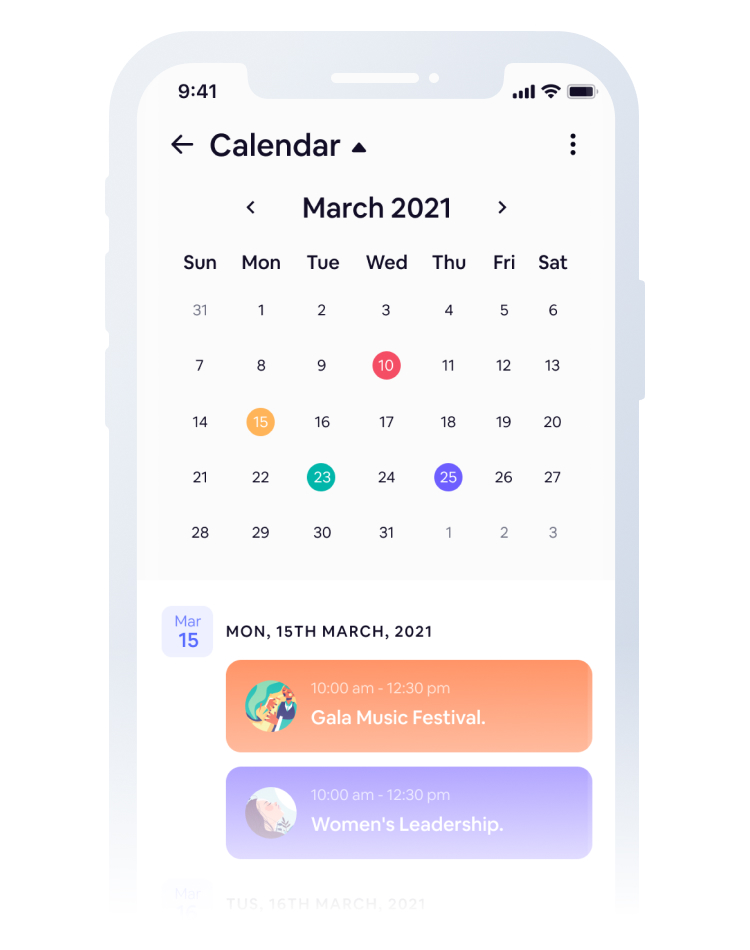 9:41
Calendar
March 2021
Sun Mon Tue Wed Thu Fri Sat
31 1 2 3 4 5 6
7 8 9 10 11 12 13
14 15 16 17 18 19 20
21 22 23 24 25 26 27
28 29 30 31 1 2 3
Mar
15
MON, 15TH MARCH, 2021
10:00 am - 12:30 pm
Gala Music Festival.
10:00 am - 12:30 pm
Women's Leadership.
Mar
16
TUS, 16TH MARCH, 2021